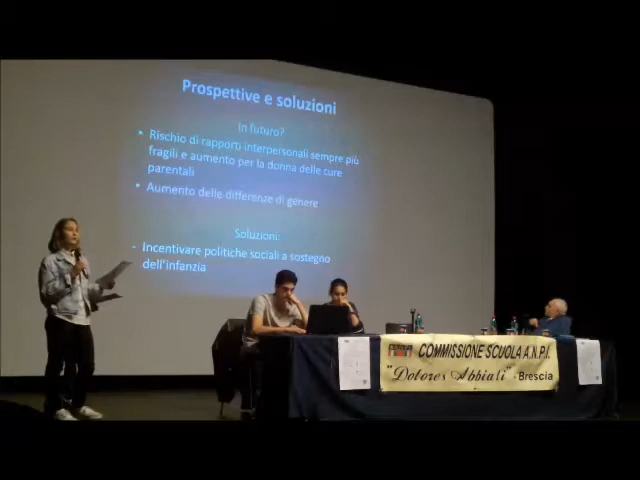 Prospettive e soluzioni
In futuro?
• Rischio di rapporti interpersonali sempre più
fragili e aumento per la donna delle cure
parentali
• Aumento delle differenze di genere
Soluzioni:
- Incentivare politiche sociali a sostegno
dell'infanzia
COMMISSIONE SCUOLA A.N.P.I.
"Dolores Abbiati" - Brescia